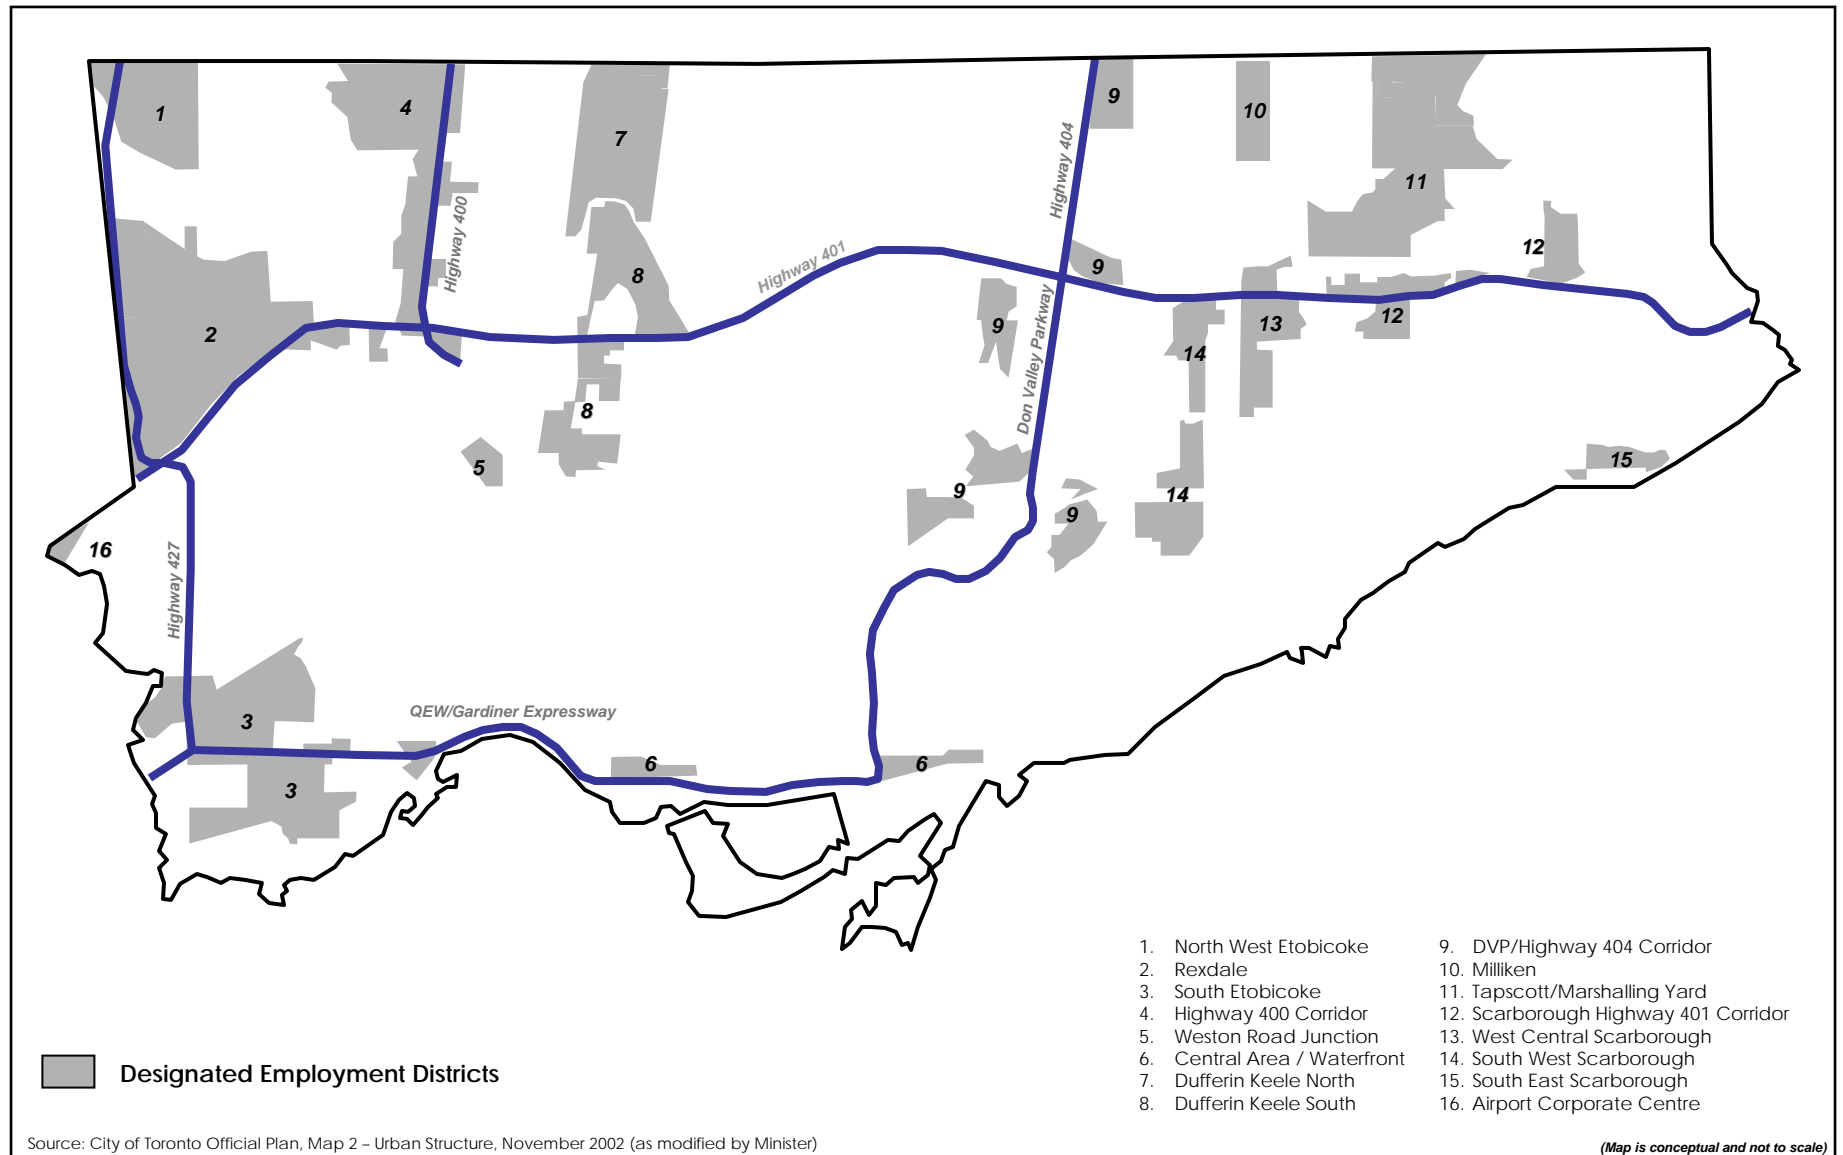 1
4
7
9
10
11
Highway 404
Highway 400
Highway 401
12
8
9
2
9
13
12
14
Don Valley Parkway
8
5
9
14
15
9
16
Highway 427
3
QEW/Gardiner Expressway
6
6
3
1. North West Etobicoke
2. Rexdale
3. South Etobicoke
4. Highway 400 Corridor
5. Weston Road Junction
6. Central Area / Waterfront
7. Dufferin Keele North
8. Dufferin Keele South
9. DVP/Highway 404 Corridor
10. Milliken
11. Tapscott/Marshalling Yard
12. Scarborough Highway 401 Corridor
13. West Central Scarborough
14. South West Scarborough
15. South East Scarborough
16. Airport Corporate Centre
Designated Employment Districts
Source: City of Toronto Official Plan, Map 2 – Urban Structure, November 2002 (as modified by Minister)
(Map is conceptual and not to scale)